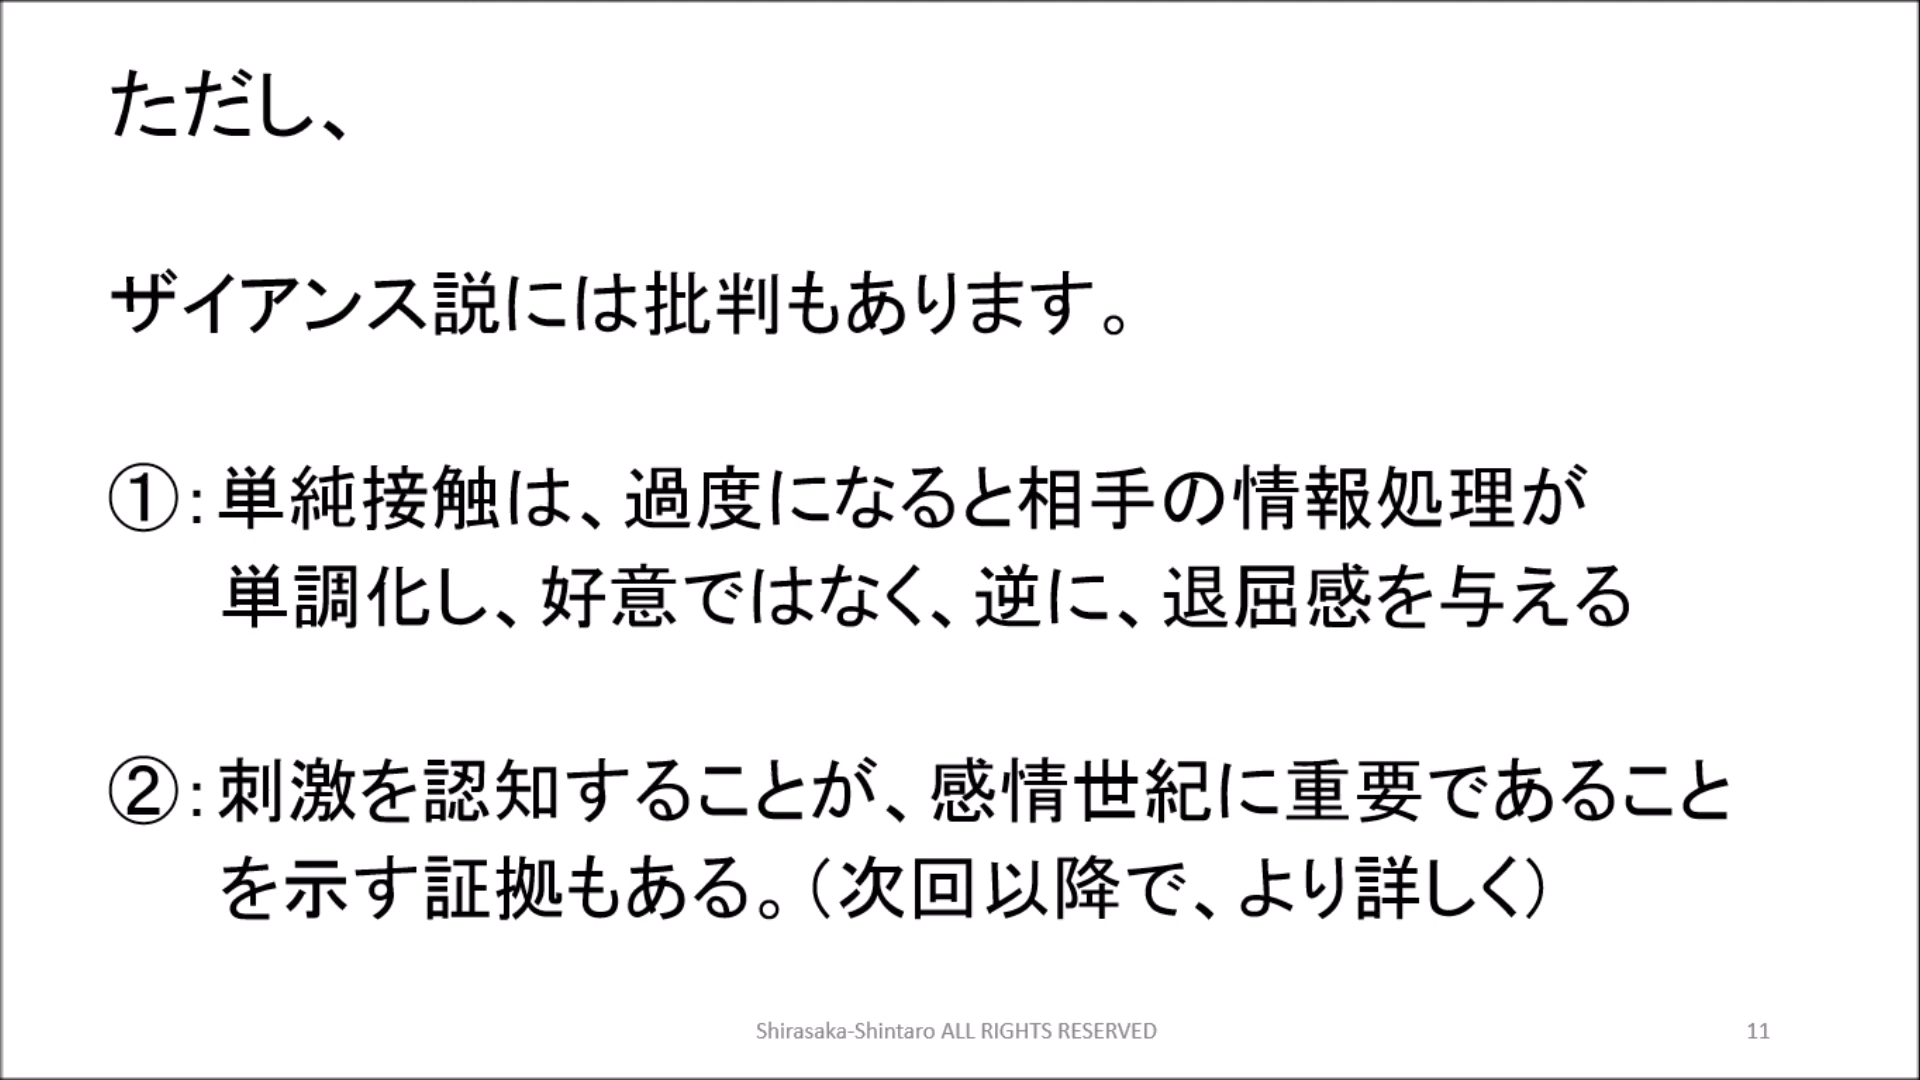 ただし、
ザイアンス説には批判もあります。
①：単純接触は、過度になると相手の情報処理が
単調化し、好意ではなく、逆に、退屈感を与える
②：刺激を認知することが、感情世紀に重要であること
を示す証拠もある。（次回以降で、より詳しく）
Shirasaka-Shintaro ALL RIGHTS RESERVED
11